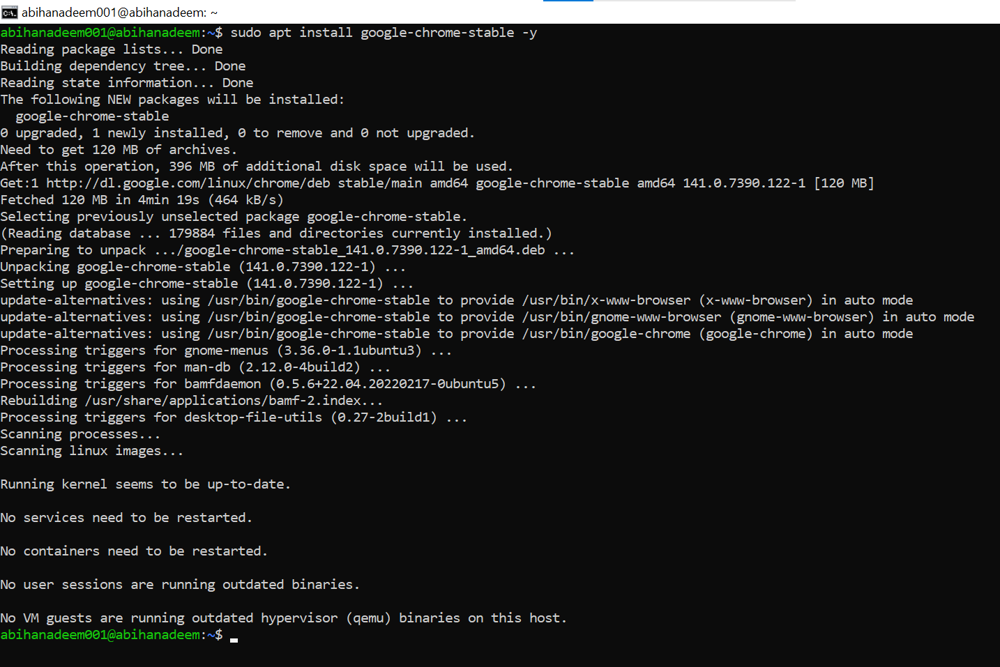 abihanadeem001@abihanadeem: ~
abihanadeem001@abihanadeem:~$ sudo apt install google-chrome-stable -y
Reading package lists... Done
Building dependency tree... Done
Reading state information... Done
The following NEW packages will be installed:
  google-chrome-stable
0 upgraded, 1 newly installed, 0 to remove and 0 not upgraded.
Need to get 120 MB of archives.
After this operation, 396 MB of additional disk space will be used.
Get:1 http://dl.google.com/linux/chrome/deb stable/main amd64 google-chrome-stable amd64 141.0.7390.122-1 [120 MB]
Fetched 120 MB in 4min 19s (464 kB/s)
Selecting previously unselected package google-chrome-stable.
(Reading database ... 179884 files and directories currently installed.)
Preparing to unpack .../google-chrome-stable_141.0.7390.122-1_amd64.deb ...
Unpacking google-chrome-stable (141.0.7390.122-1) ...
Setting up google-chrome-stable (141.0.7390.122-1) ...
update-alternatives: using /usr/bin/google-chrome-stable to provide /usr/bin/x-www-browser (x-www-browser) in auto mode
update-alternatives: using /usr/bin/google-chrome-stable to provide /usr/bin/gnome-www-browser (gnome-www-browser) in auto mode
update-alternatives: using /usr/bin/google-chrome-stable to provide /usr/bin/google-chrome (google-chrome) in auto mode
Processing triggers for gnome-menus (3.36.0-1.1ubuntu3) ...
Processing triggers for man-db (2.12.0-4build2) ...
Processing triggers for bamfdaemon (0.5.6+22.04.20220217-0ubuntu5) ...
Rebuilding /usr/share/applications/bamf-2.index...
Processing triggers for desktop-file-utils (0.27-2build1) ...
Scanning processes...
Scanning linux images...
Running kernel seems to be up-to-date.
No services need to be restarted.
No containers need to be restarted.
No user sessions are running outdated binaries.
No VM guests are running outdated hypervisor (qemu) binaries on this host.
abihanadeem001@abihanadeem:~$